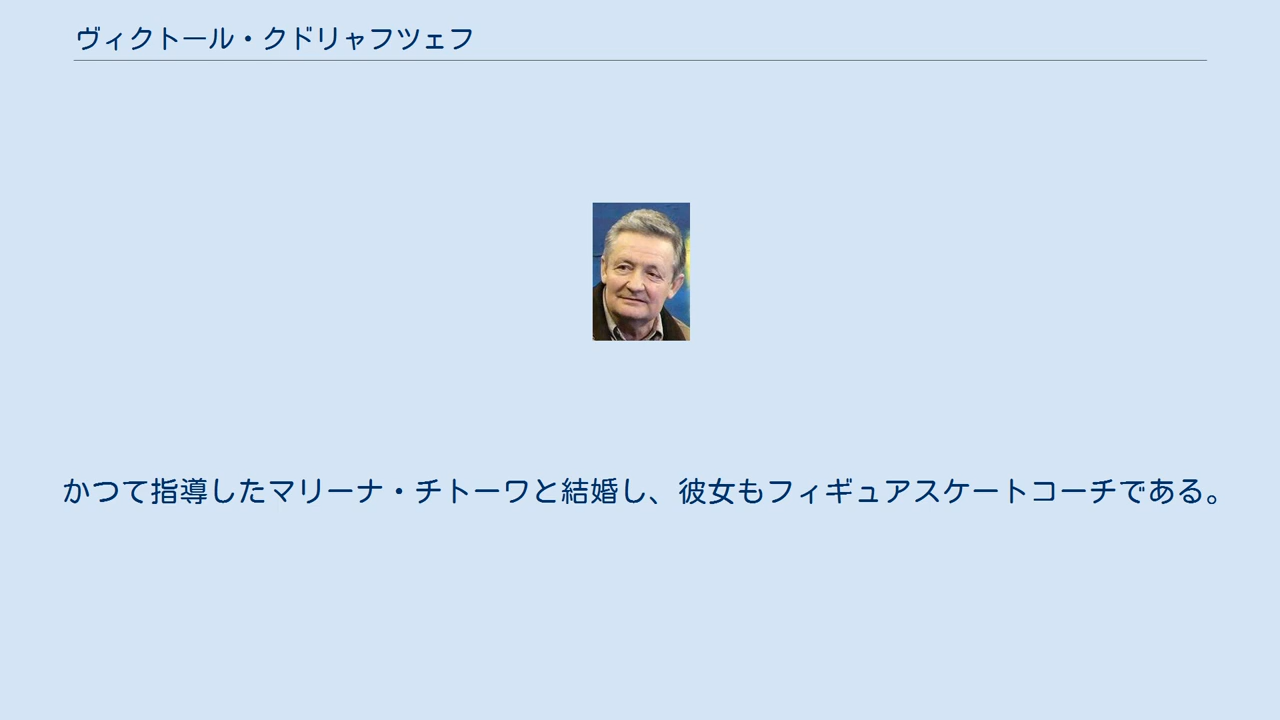 ヴィクトール・クドリャフツェフ
かつて指導したマリーナ・チトーワと結婚し、彼女もフィギュアスケートコーチである。